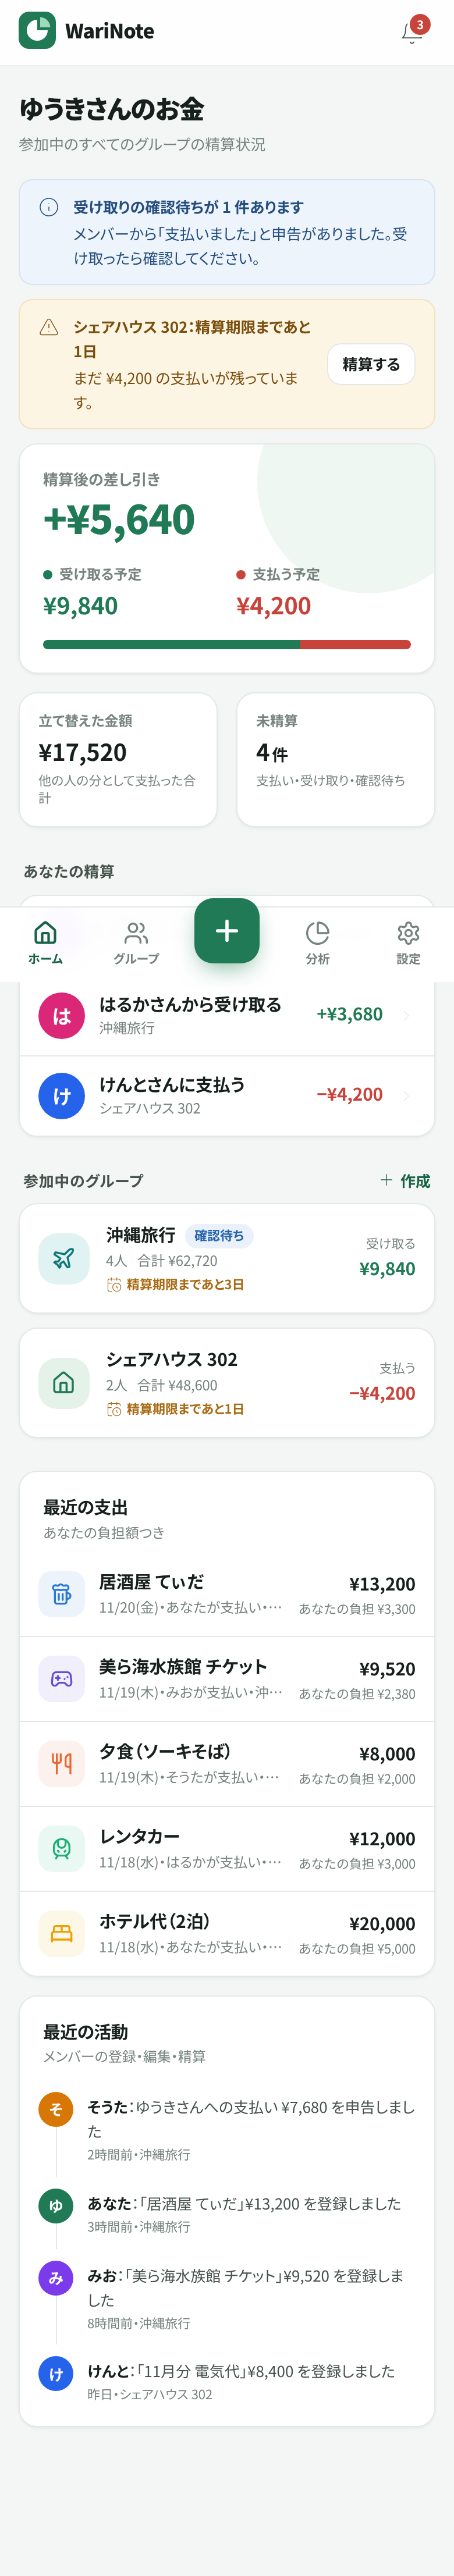 WariNote
3
ゆうきさんのお金
参加中のすべてのグループの精算状況
受け取りの確認待ちが 1 件あります
メンバーから「支払いました」と申告がありました。受
け取ったら確認してください。
シェアハウス 302：精算期限まであと
1日
まだ ¥4,200 の支払いが残っていま
す。
精算する
精算後の差し引き
+¥5,640
受け取る予定
¥9,840
支払う予定
¥4,200
立て替えた金額
¥17,520
他の人の分として支払った合
計
未精算
4件
支払い・受け取り・確認待ち
あなたの精算
ホーム
グループ
分析
設定
は
はるかさんから受け取る
沖縄旅行
+¥3,680
け
けんとさんに支払う
シェアハウス 302
−¥4,200
参加中のグループ
作成
沖縄旅行
確認待ち
4人 合計 ¥62,720
精算期限まであと3日
受け取る
¥9,840
シェアハウス 302
2人 合計 ¥48,600
精算期限まであと1日
支払う
−¥4,200
最近の支出
あなたの負担額つき
居酒屋 てぃだ
11/20(金)・あなたが支払い・…
¥13,200
あなたの負担 ¥3,300
美ら海水族館 チケット
11/19(木)・みおが支払い・沖…
¥9,520
あなたの負担 ¥2,380
夕食（ソーキそば）
11/19(木)・そうたが支払い・…
¥8,000
あなたの負担 ¥2,000
レンタカー
11/18(水)・はるかが支払い・…
¥12,000
あなたの負担 ¥3,000
ホテル代（2泊）
11/18(水)・あなたが支払い・…
¥20,000
あなたの負担 ¥5,000
最近の活動
メンバーの登録・編集・精算
そ
そうた：ゆうきさんへの支払い ¥7,680 を申告しまし
た
2時間前・沖縄旅行
ゆ
あなた：「居酒屋 てぃだ」¥13,200 を登録しました
3時間前・沖縄旅行
み
みお：「美ら海水族館 チケット」¥9,520 を登録しま
した
8時間前・沖縄旅行
け
けんと：「11月分 電気代」¥8,400 を登録しました
昨日・シェアハウス 302